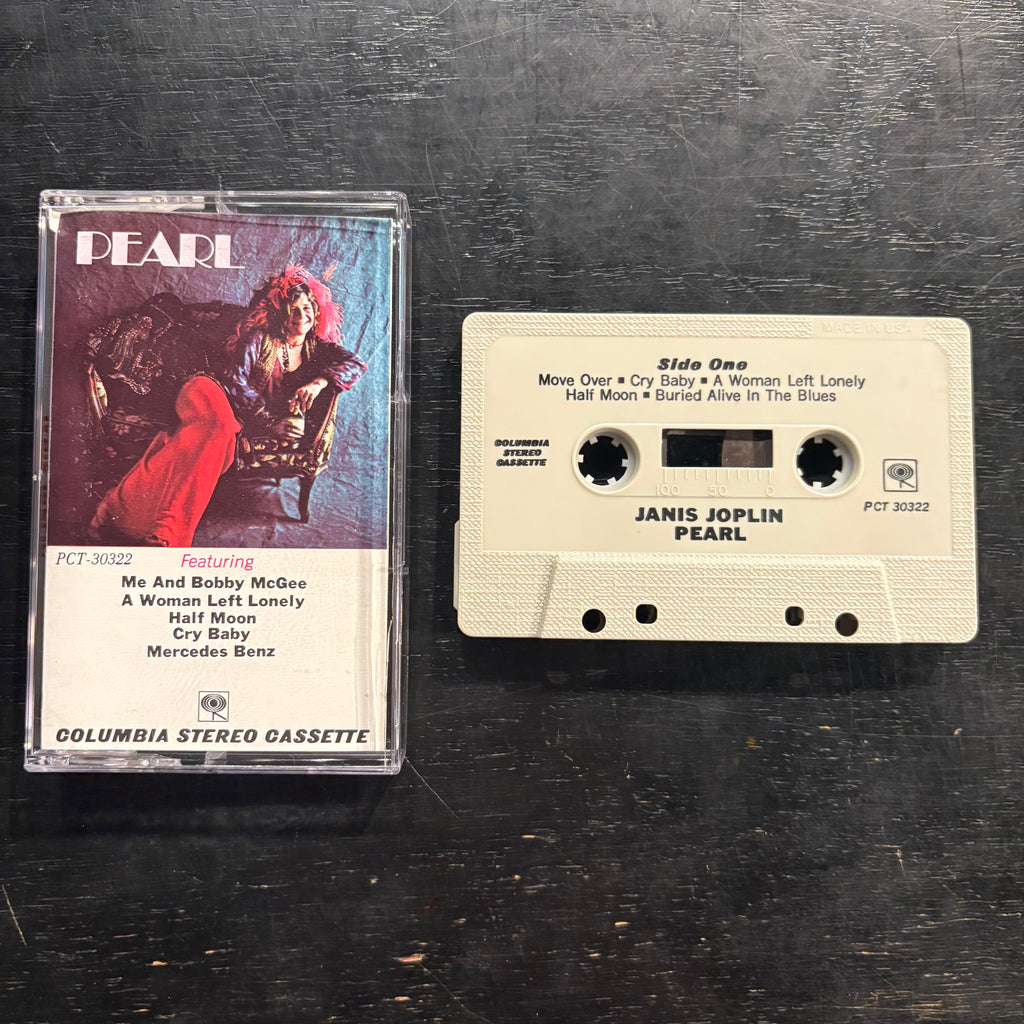 PEARL
PCT-30322
Featuring
Me And Bobby McGee
A Woman Left Lonely
Half Moon
Cry Baby
Mercedes Benz
COLUMBIA STEREO CASSETTE
MADE IN USA
Side One
Move Over ▪ Cry Baby ▪ A Woman Left Lonely
Half Moon ▪ Buried Alive In The Blues
COLUMBIA
STEREO
CASSETTE
100 50 0
PCT 30322
JANIS JOPLIN
PEARL